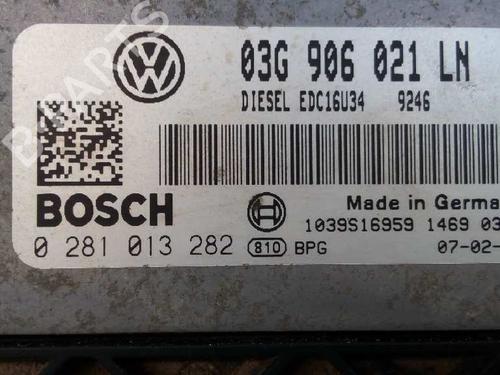 03G 906 021 LN
DIESEL EDC16U34 9246
BOSCH
Made in Germa
0 281 013 282 810 BPG
1039S16959 1469 03
07-02-
B-PARTS